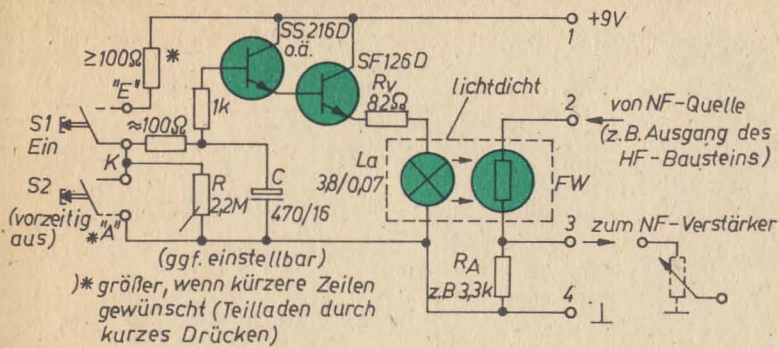 SS216D
o.ä.
+9V
1
≥100Ω
*
"E"
SF126D
RV
82Ω
lichtdicht
2
von NF-Quelle
(z.B. Ausgang des
HF-Bausteins)
S1
Ein
1k
≈100Ω
K
La
3,8/0,07
FW
S2
(vorzeitig
aus)
*"A"
R
2,2M
C
470/16
3
zum NF-Verstärker
(ggf. einstellbar)
RA
z.B 3,3k
4
)* größer, wenn kürzere Zeilen
gewünscht (Teilladen durch
kurzes Drücken)